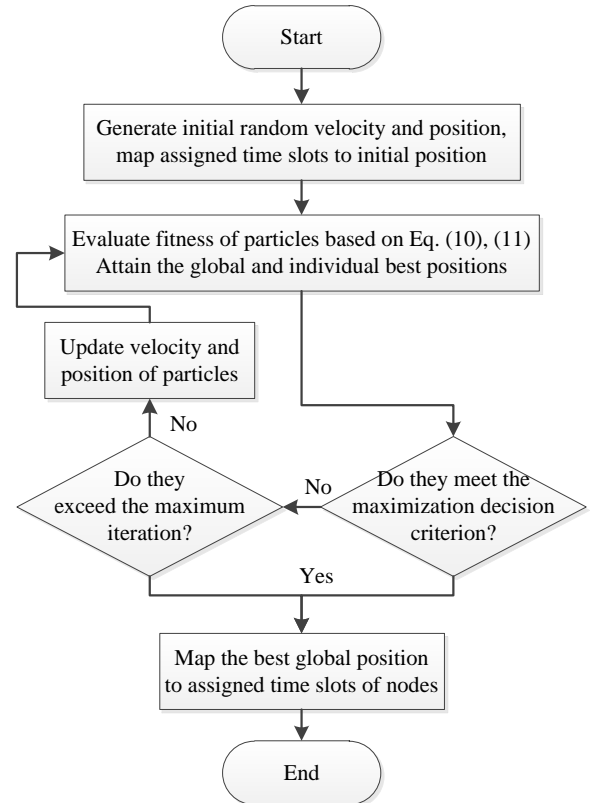 Start
Generate initial random velocity and position,
map assigned time slots to initial position
Evaluate fitness of particles based on Eq. (10), (11)
Attain the global and individual best positions
Update velocity and
position of particles
No
Do they
exceed the maximum
iteration?
No
Do they meet the
maximization decision
criterion?
Yes
Map the best global position
to assigned time slots of nodes
End